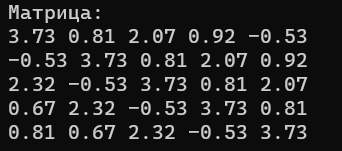 Матрица:
3.73 0.81 2.07 0.92 -0.53
-0.53 3.73 0.81 2.07 0.92
2.32 -0.53 3.73 0.81 2.07
0.67 2.32 -0.53 3.73 0.81
0.81 0.67 2.32 -0.53 3.73